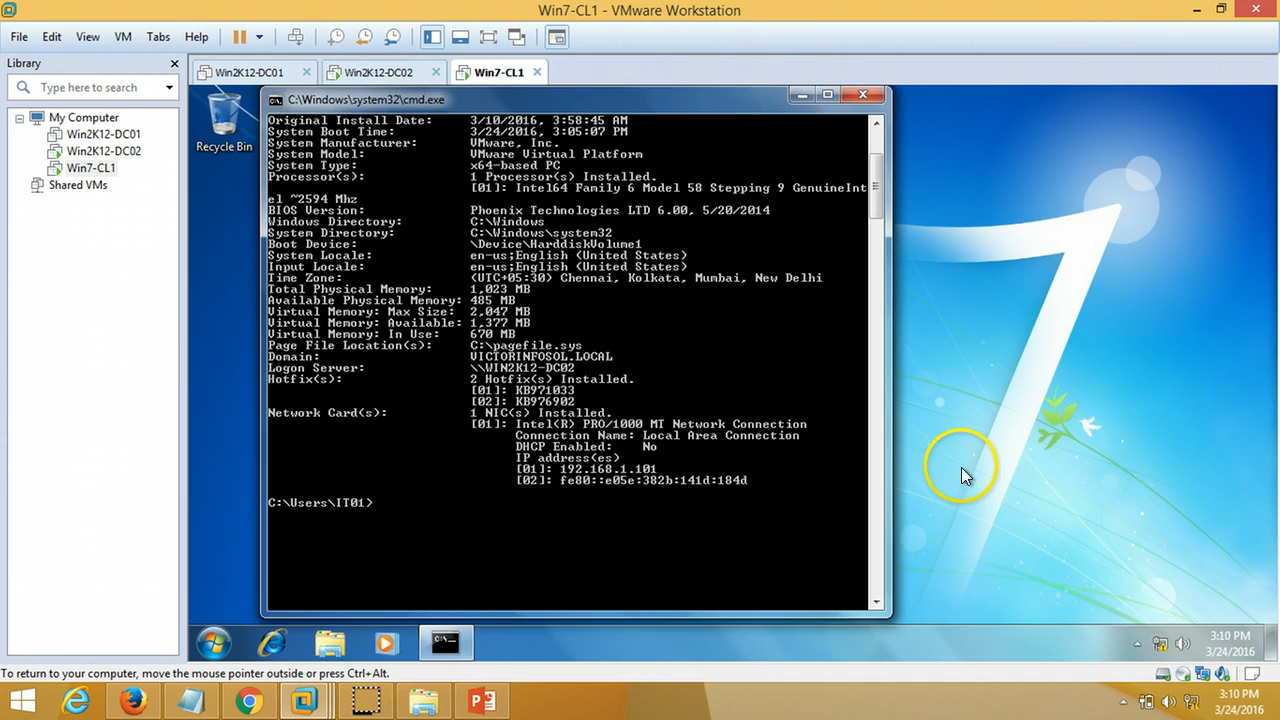 Win7-CL1 - VMware Workstation
File Edit View VM Tabs Help
Library
Type here to search
My Computer
Win2K12-DC01
Win2K12-DC02
Win7-CL1
Shared VMs
Win2K12-DC01 Win2K12-DC02 Win7-CL1
Recycle Bin
C:\Windows\system32\cmd.exe
Original Install Date: 3/10/2016, 3:58:45 AM
System Boot Time: 3/24/2016, 3:05:07 PM
System Manufacturer: VMware, Inc.
System Model: VMware Virtual Platform
System Type: x64-based PC
Processor(s): 1 Processor(s) Installed.
[01]: Intel64 Family 6 Model 58 Stepping 9 GenuineInt
el ~2594 Mhz
BIOS Version: Phoenix Technologies LTD 6.00, 5/20/2014
Windows Directory: C:\Windows
System Directory: C:\Windows\system32
Boot Device: \Device\HarddiskVolume1
System Locale: en-us;English (United States)
Input Locale: en-us;English (United States)
Time Zone: (UTC+05:30) Chennai, Kolkata, Mumbai, New Delhi
Total Physical Memory: 1,023 MB
Available Physical Memory: 485 MB
Virtual Memory: Max Size: 2,047 MB
Virtual Memory: Available: 1,377 MB
Virtual Memory: In Use: 670 MB
Page File Location(s): C:\pagefile.sys
Domain: VICTORINFOSOL.LOCAL
Logon Server: \\WIN2K12-DC02
Hotfix(s): 2 Hotfix(s) Installed.
[01]: KB971033
[02]: KB976902
Network Card(s): 1 NIC(s) Installed.
[01]: Intel(R) PRO/1000 MT Network Connection
Connection Name: Local Area Connection
DHCP Enabled: No
IP address(es)
[01]: 192.168.1.101
[02]: fe80::e05e:382b:141d:184d
C:\Users\IT01>
3:10 PM
3/24/2016
To return to your computer, move the mouse pointer outside or press Ctrl+Alt.
3:10 PM
3/24/2016